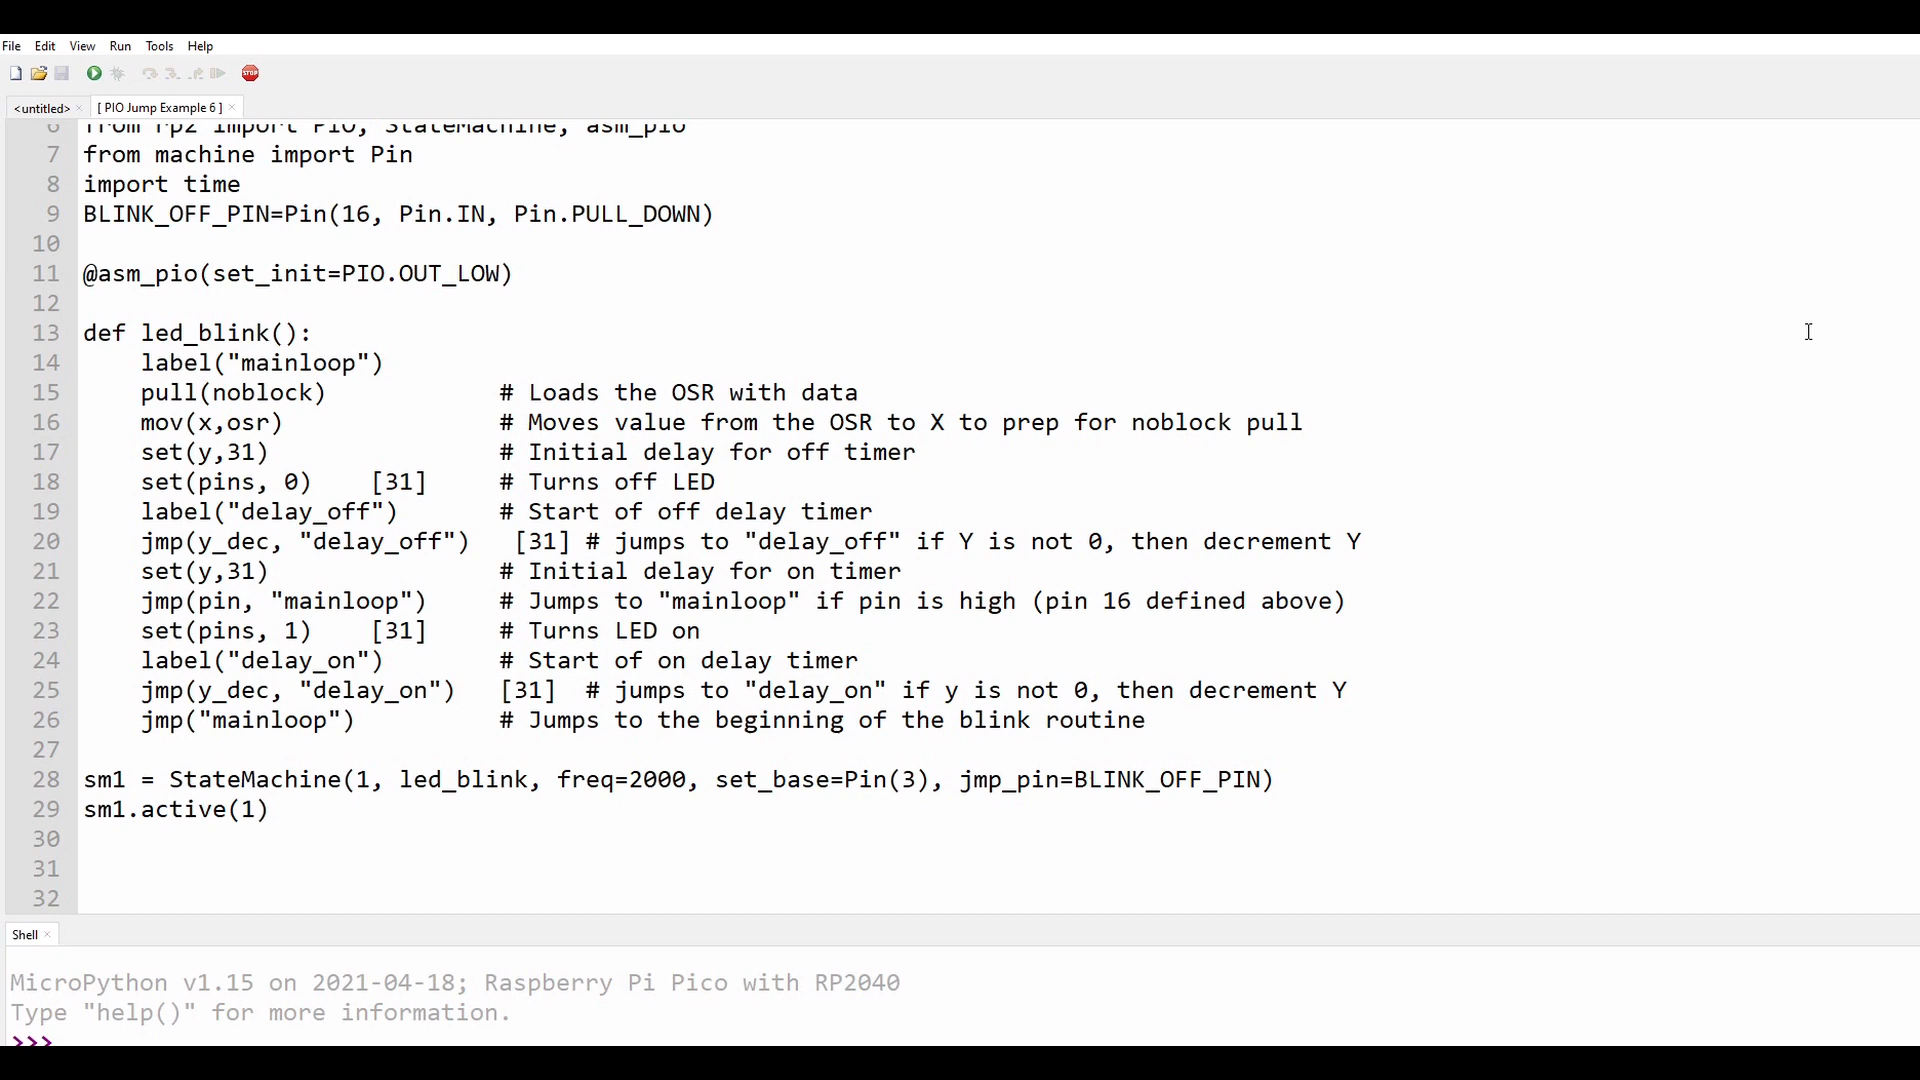 File Edit View Run Tools Help
STOP
<untitled> × [ PIO Jump Example 6 ] ×
6 from rp2 import PIO, StateMachine, asm_pio
7 from machine import Pin
8 import time
9 BLINK_OFF_PIN=Pin(16, Pin.IN, Pin.PULL_DOWN)
10
11 @asm_pio(set_init=PIO.OUT_LOW)
12
13 def led_blink():
14     label("mainloop")
15     pull(noblock)            # Loads the OSR with data
16     mov(x,osr)               # Moves value from the OSR to X to prep for noblock pull
17     set(y,31)                # Initial delay for off timer
18     set(pins, 0)    [31]     # Turns off LED
19     label("delay_off")       # Start of off delay timer
20     jmp(y_dec, "delay_off")   [31] # jumps to "delay_off" if Y is not 0, then decrement Y
21     set(y,31)                # Initial delay for on timer
22     jmp(pin, "mainloop")     # Jumps to "mainloop" if pin is high (pin 16 defined above)
23     set(pins, 1)    [31]     # Turns LED on
24     label("delay_on")        # Start of on delay timer
25     jmp(y_dec, "delay_on")   [31]  # jumps to "delay_on" if y is not 0, then decrement Y
26     jmp("mainloop")          # Jumps to the beginning of the blink routine
27
28 sm1 = StateMachine(1, led_blink, freq=2000, set_base=Pin(3), jmp_pin=BLINK_OFF_PIN)
29 sm1.active(1)
30
31
32
Shell ×
MicroPython v1.15 on 2021-04-18; Raspberry Pi Pico with RP2040
Type "help()" for more information.
>>>